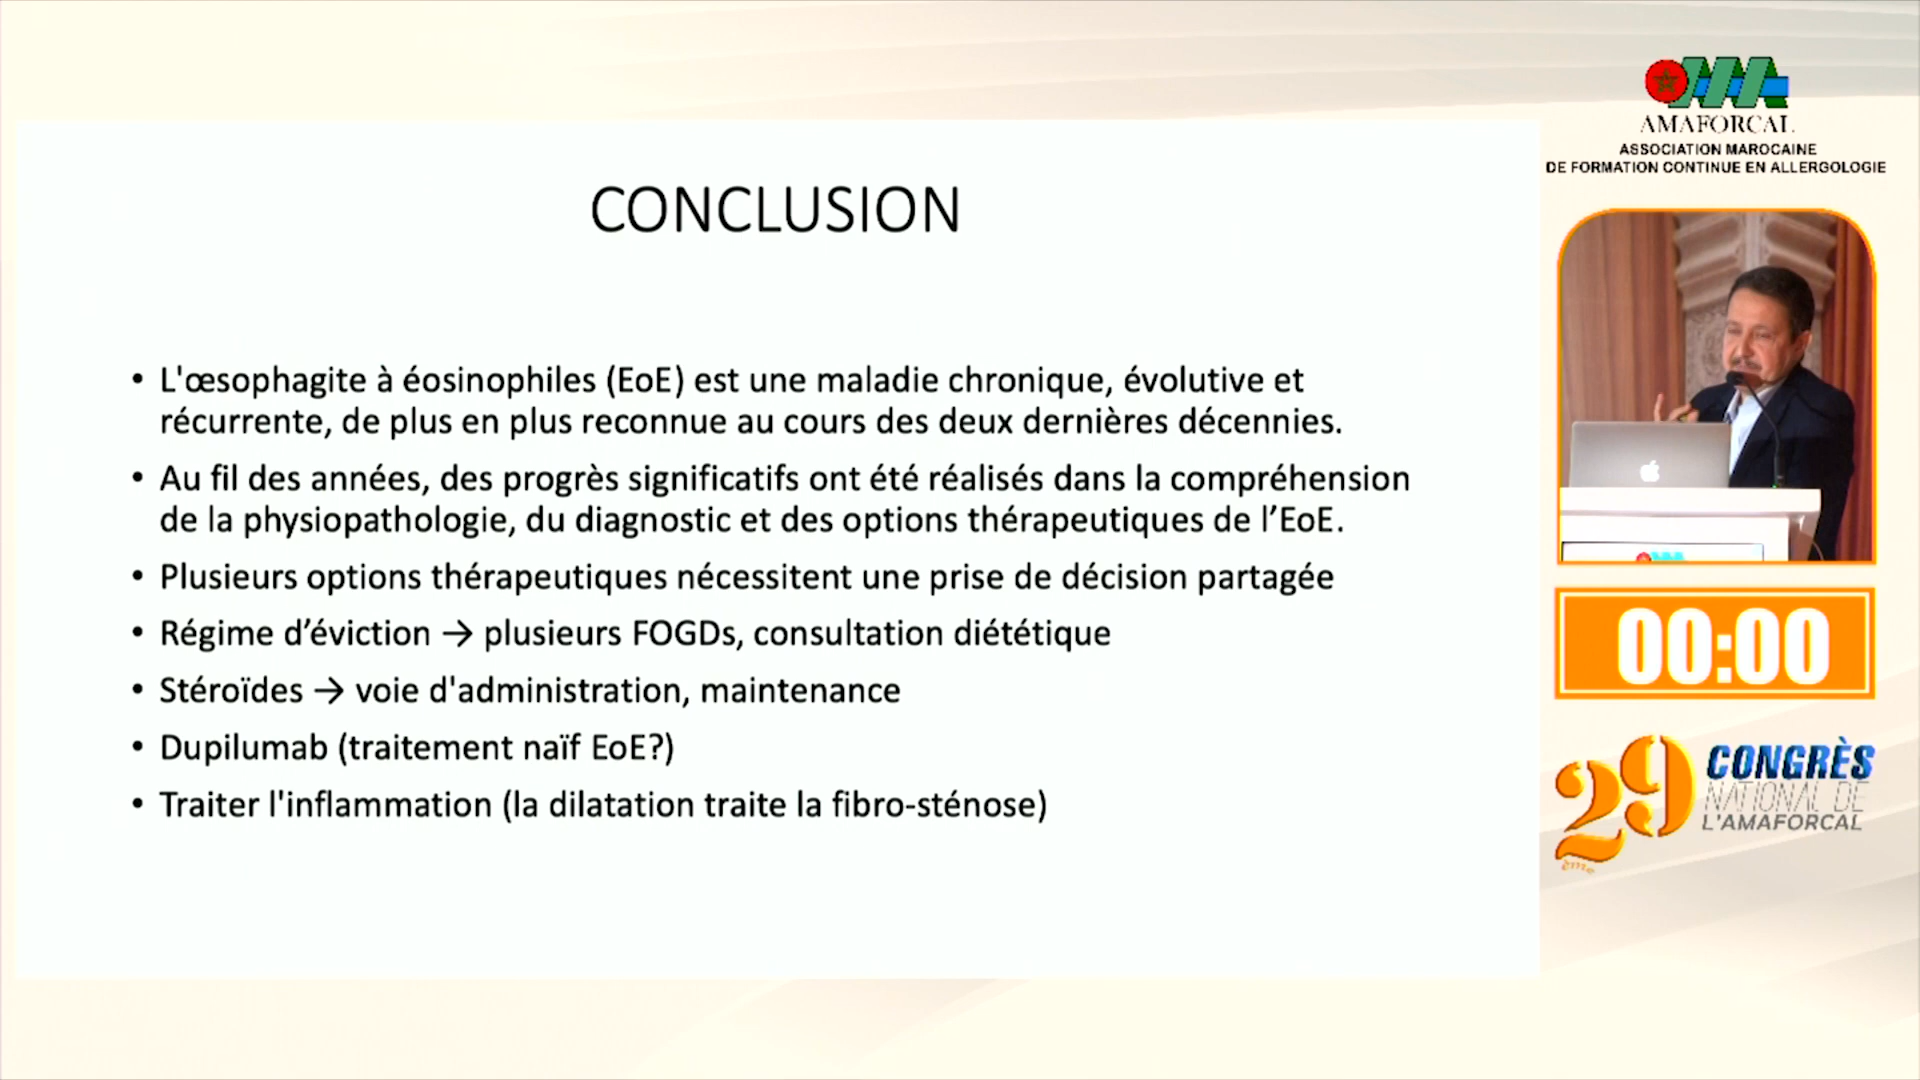 AMAFORCAL
ASSOCIATION MAROCAINE
DE FORMATION CONTINUE EN ALLERGOLOGIE
CONCLUSION
• L'œsophagite à éosinophiles (EoE) est une maladie chronique, évolutive et
récurrente, de plus en plus reconnue au cours des deux dernières décennies.
• Au fil des années, des progrès significatifs ont été réalisés dans la compréhension
de la physiopathologie, du diagnostic et des options thérapeutiques de l’EoE.
• Plusieurs options thérapeutiques nécessitent une prise de décision partagée
• Régime d’éviction → plusieurs FOGDs, consultation diététique
• Stéroïdes → voie d'administration, maintenance
• Dupilumab (traitement naïf EoE?)
• Traiter l'inflammation (la dilatation traite la fibro-sténose)
00:00
29ème
CONGRÈS
NATIONAL DE
L'AMAFORCAL